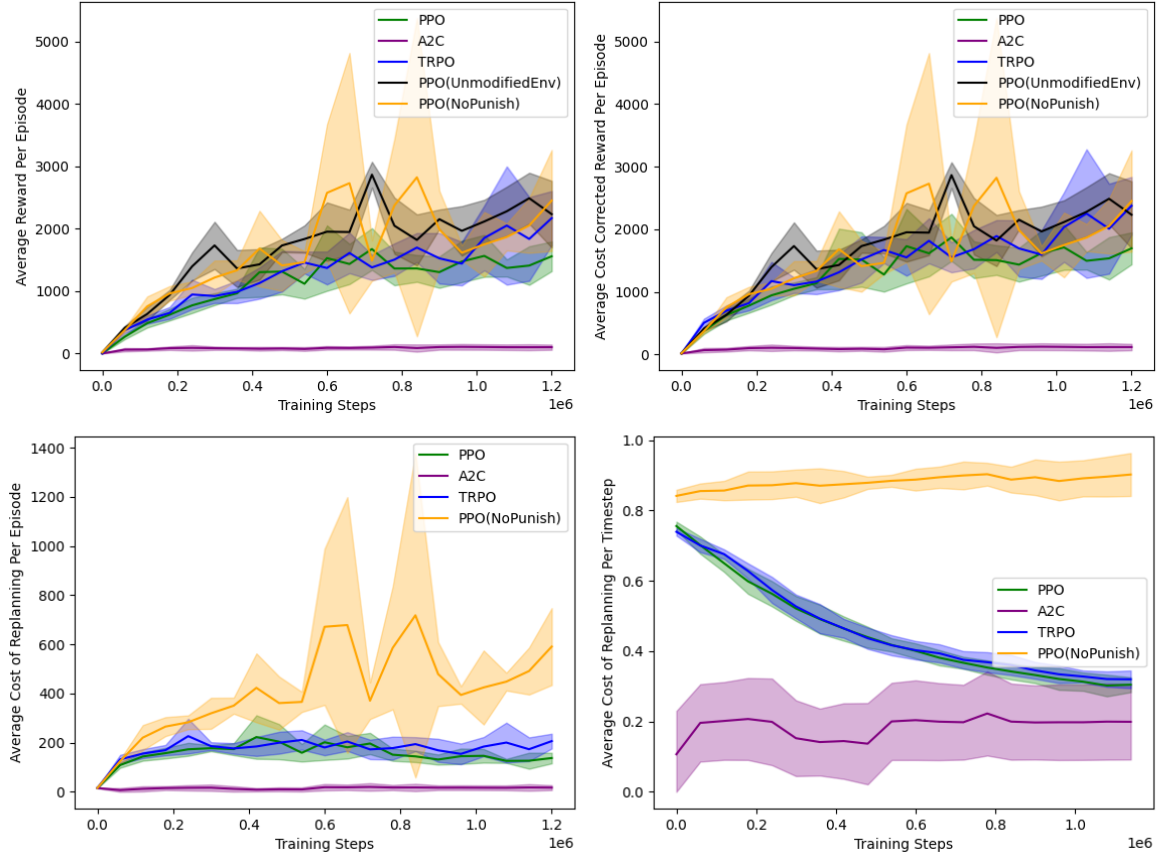 Average Reward Per Episode
5000
4000
3000
2000
1000
0
PPO
A2C
TRPO
PPO(UnmodifiedEnv)
PPO(NoPunish)
0.0 0.2 0.4 0.6 0.8 1.0 1.2
Training Steps
1e6
Average Cost Corrected Reward Per Episode
5000
4000
3000
2000
1000
0
PPO
A2C
TRPO
PPO(UnmodifiedEnv)
PPO(NoPunish)
0.0 0.2 0.4 0.6 0.8 1.0 1.2
Training Steps
1e6
Average Cost of Replanning Per Episode
1400
1200
1000
800
600
400
200
0
PPO
A2C
TRPO
PPO(NoPunish)
0.0 0.2 0.4 0.6 0.8 1.0 1.2
Training Steps
1e6
Average Cost of Replanning Per Timestep
1.0
0.8
0.6
0.4
0.2
0.0
PPO
A2C
TRPO
PPO(NoPunish)
0.0 0.2 0.4 0.6 0.8 1.0
Training Steps
1e6